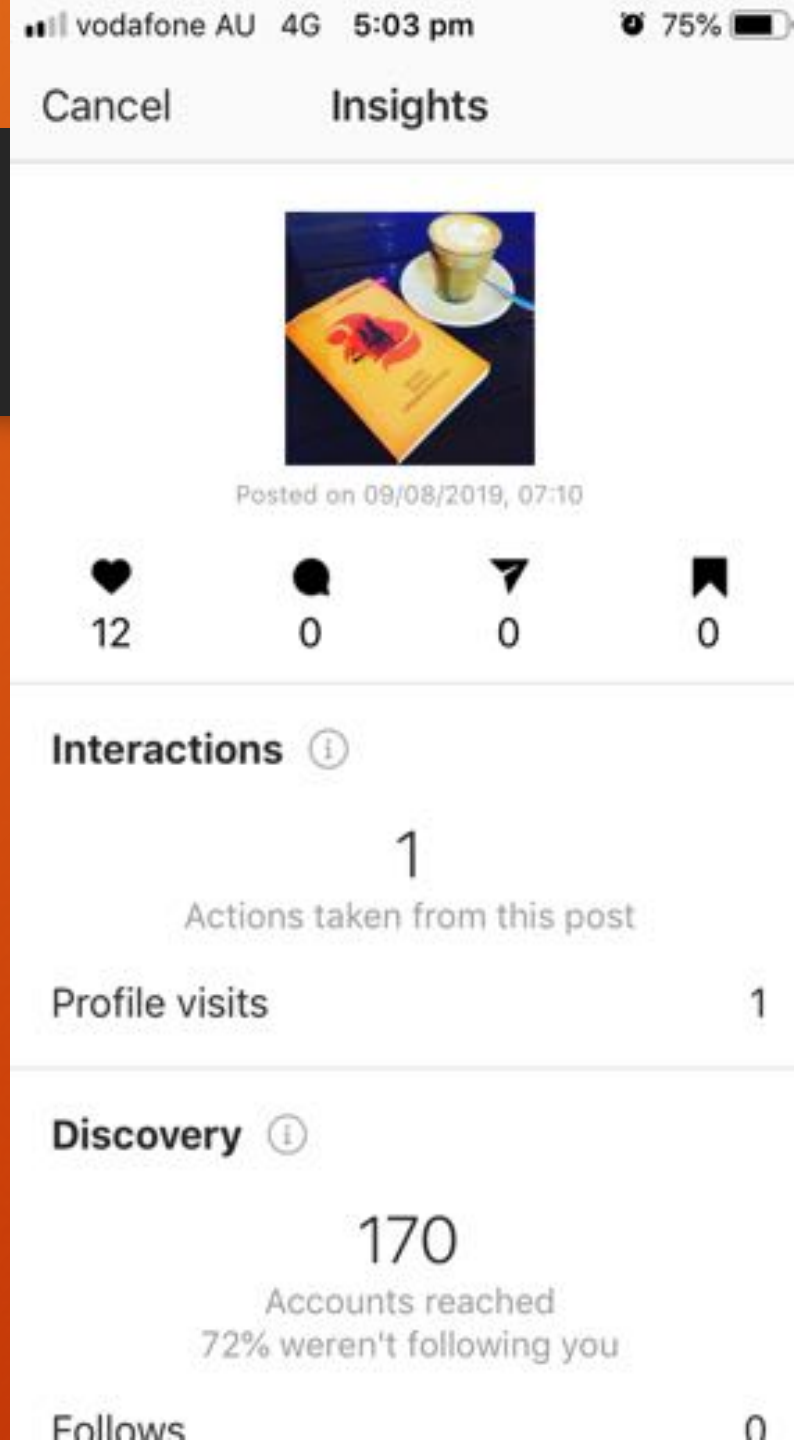 vodafone AU 4G 5:03 pm 75%
Cancel Insights
Posted on 09/08/2019, 07:10
12 0 0 0
Interactions
1
Actions taken from this post
Profile visits 1
Discovery
170
Accounts reached
72% weren't following you
Follows 0